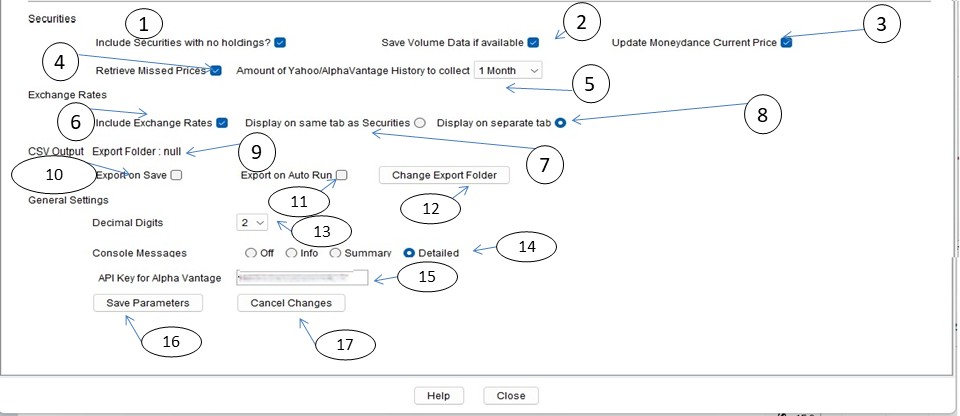 Securities
1
2
3
Include Securities with no holdings?
Save Volume Data if available
Update Moneydance Current Price
4
Retrieve Missed Prices
Amount of Yahoo/AlphaVantage History to collect
1 Month
5
Exchange Rates
6
Include Exchange Rates
Display on same tab as Securities
Display on separate tab
8
7
CSV Output
Export Folder : null
9
10
Export on Save
Export on Auto Run
Change Export Folder
11
12
General Settings
Decimal Digits
2
13
Console Messages
Off
Info
Summary
Detailed
14
API Key for Alpha Vantage
15
Save Parameters
Cancel Changes
16
17
Help
Close